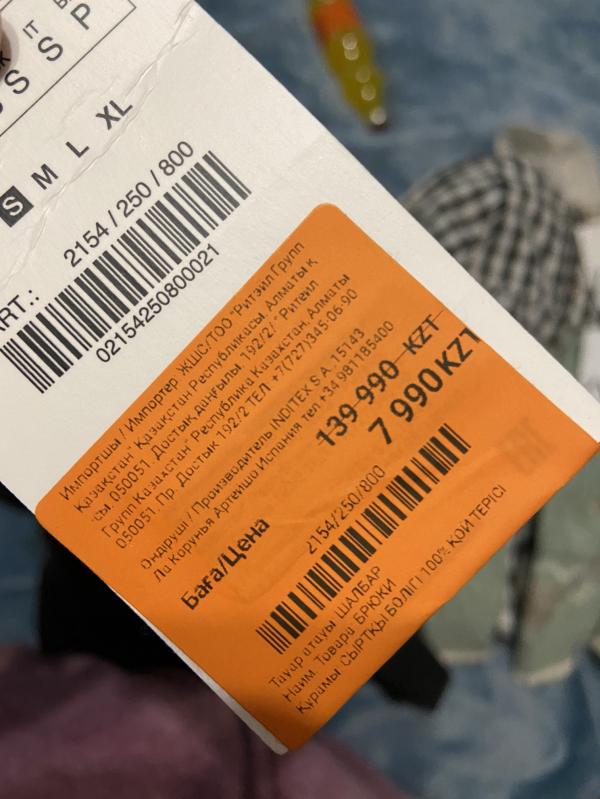 IT
S S P
S M L XL
ART.:
2154 / 250 / 800
02154250800021
Импортшы / Импортер ЖШС/ТОО "Ритэйл Групп
Казахстан" Қазақстан Республикасы Алматы қ
050051 Достық даңғылы, 192/2/ Ритейл
Групп Казахстан" Республика Казахстан, Алматы
050051, Пр. Достык 192/2 ТЕЛ +7(727)345-06-90
Өндіруші / Производитель INDITEX S.A. 15143
Ла Корунья Артейшо Испания тел.+34 981185400
139 990 KZT
7 990 KZT
Баға/Цена
2154/250/800
Тауар атауы ШАЛБАР
Наим. Товара БРЮКИ
Құрамы СЫРТҚЫ БӨЛІГІ 100% ҚОЙ ТЕРІСІ